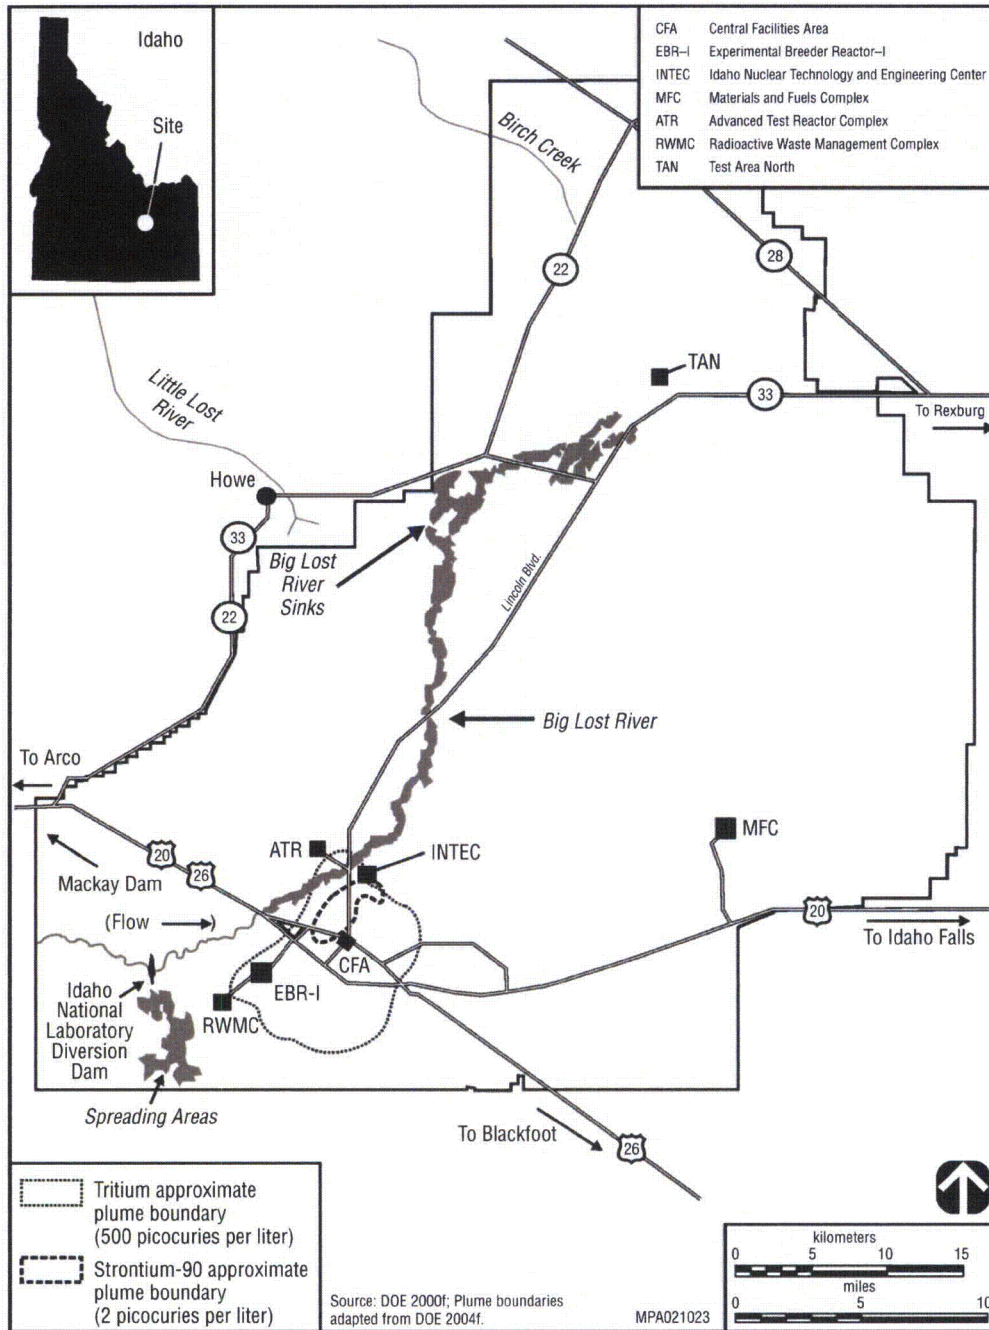 Idaho
Site
CFA Central Facilities Area
EBR–I Experimental Breeder Reactor–I
INTEC Idaho Nuclear Technology and Engineering Center
MFC Materials and Fuels Complex
ATR Advanced Test Reactor Complex
RWMC Radioactive Waste Management Complex
TAN Test Area North
Birch Creek
22
28
Little Lost
River
TAN
33
To Rexburg
Howe
33
Big Lost
River
Sinks
Lincoln Blvd.
22
Big Lost River
To Arco
MFC
ATR
INTEC
20
26
Mackay Dam
(Flow )
20
To Idaho Falls
CFA
EBR-I
RWMC
Idaho
National
Laboratory
Diversion
Dam
Spreading Areas
To Blackfoot
26
Tritium approximate
plume boundary
(500 picocuries per liter)
Strontium-90 approximate
plume boundary
(2 picocuries per liter)
Source: DOE 2000f; Plume boundaries
adapted from DOE 2004f.
MPA021023
kilometers
0 5 10 15
miles
0 5 10